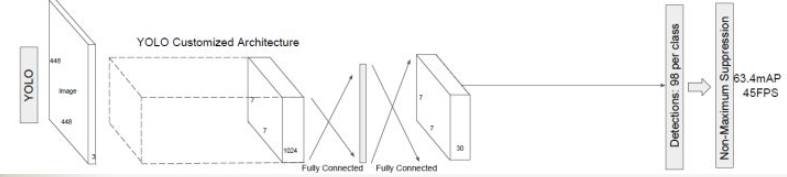 YOLO
448
Image
448
3
YOLO Customized Architecture
7
7
1024
Fully Connected
Fully Connected
7
7
30
Detections: 98 per class
Non-Maximum Suppression
63.4mAP
45FPS